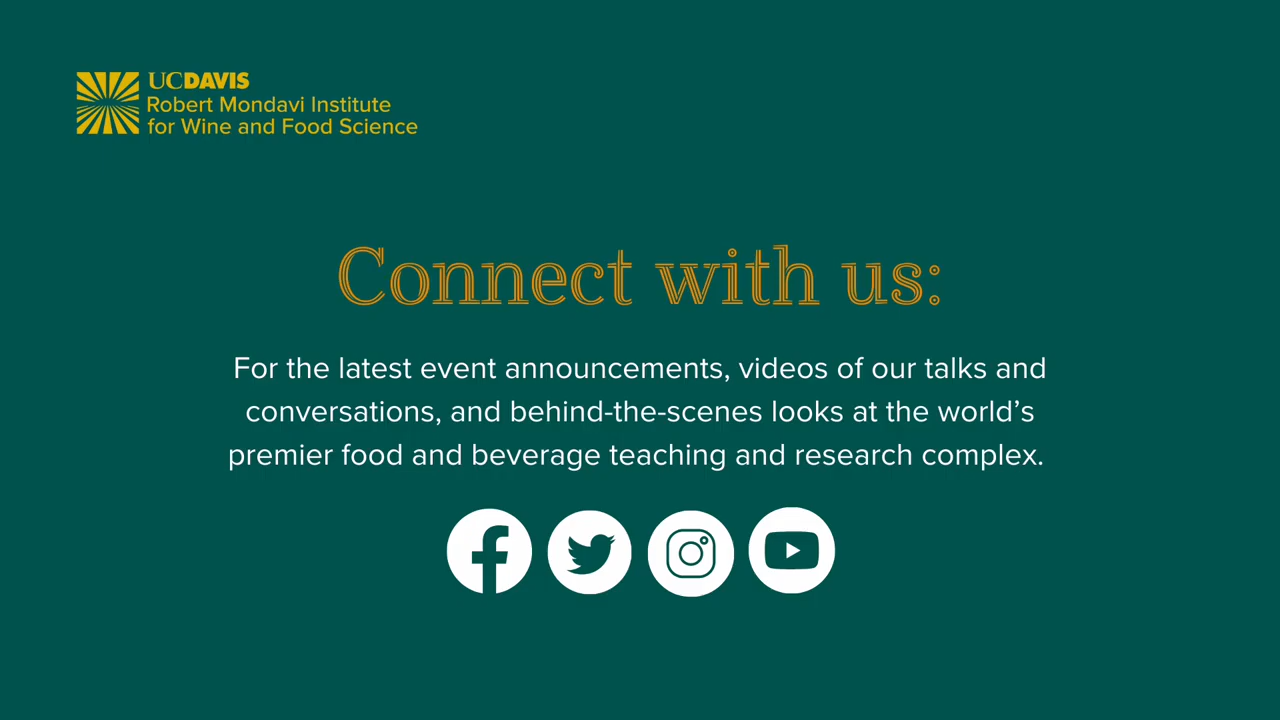 UCDAVIS
Robert Mondavi Institute
for Wine and Food Science
Connect with us:
For the latest event announcements, videos of our talks and
conversations, and behind-the-scenes looks at the world’s
premier food and beverage teaching and research complex.